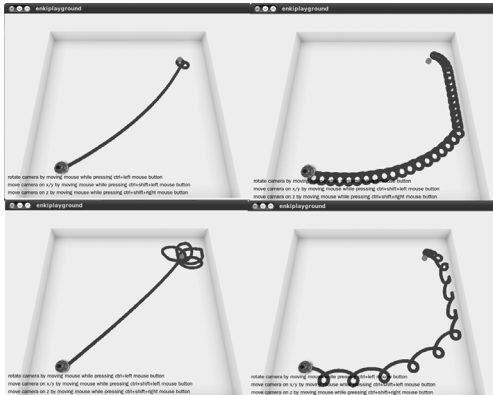 enkiplayground
enkiplayground
rotate camera by moving mouse while pressing ctrl+left mouse button
move camera on x/y by moving mouse while pressing ctrl+shift+left mouse button
move camera on z by moving mouse while pressing ctrl+shift+right mouse button
rotate camera by moving mouse while pressing ctrl+left mouse button
move camera on x/y by moving mouse while pressing ctrl+shift+left mouse button
move camera on z by moving mouse while pressing ctrl+shift+right mouse button
enkiplayground
enkiplayground
rotate camera by moving mouse while pressing ctrl+left mouse button
move camera on x/y by moving mouse while pressing ctrl+shift+left mouse button
move camera on z by moving mouse while pressing ctrl+shift+right mouse button
rotate camera by moving mouse while pressing ctrl+left mouse button
move camera on x/y by moving mouse while pressing ctrl+shift+left mouse button
move camera on z by moving mouse while pressing ctrl+shift+right mouse button